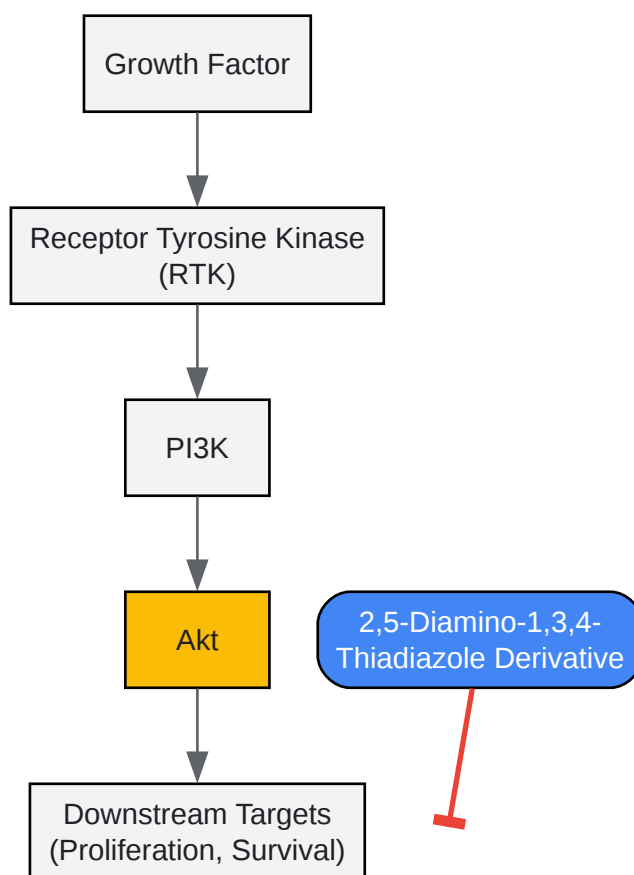 Growth Factor
Receptor Tyrosine Kinase
(RTK)
PI3K
Akt
2,5-Diamino-1,3,4-
Thiadiazole Derivative
Downstream Targets
(Proliferation, Survival)